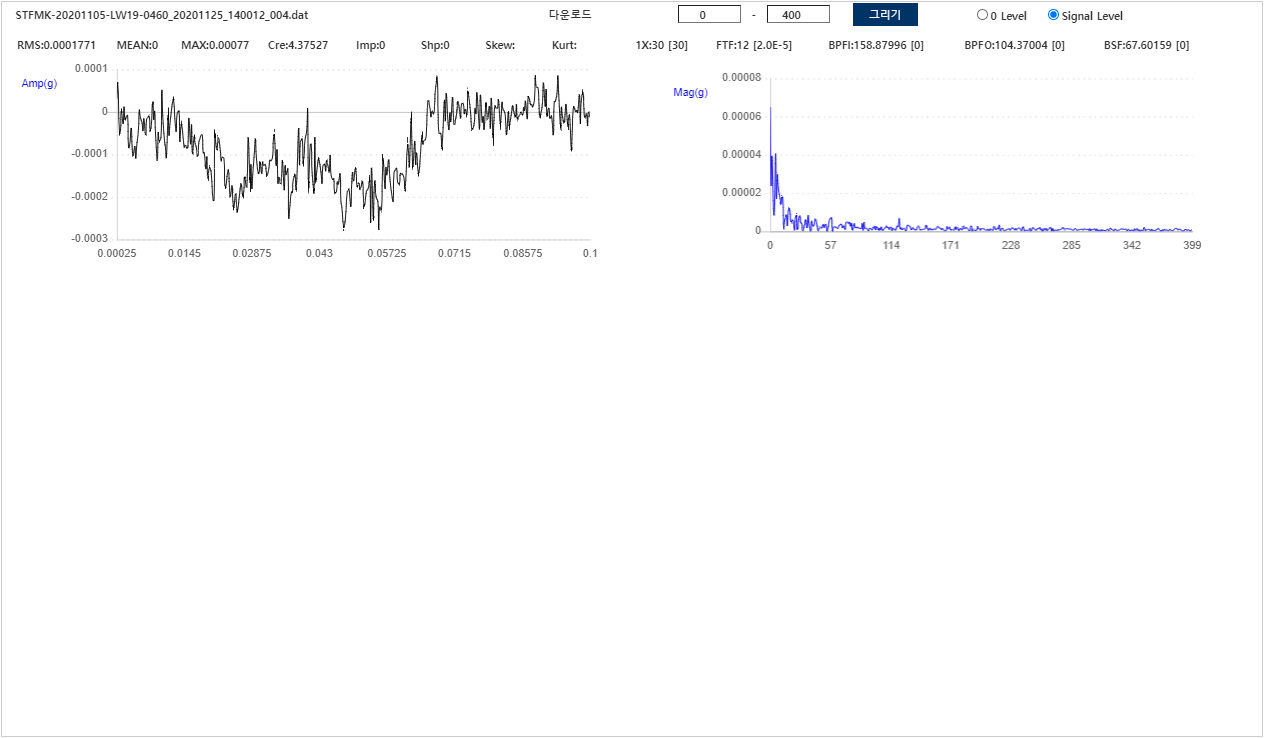 STFMK-20201105-LW19-0460_20201125_140012_004.dat 다운로드 0 - 400 그리기 0 Level Signal Level
RMS:0.0001771 MEAN:0 MAX:0.00077 Cre:4.37527 Imp:0 Shp:0 Skew: Kurt: 1X:30 [30] FTF:12 [2.0E-5] BPFI:158.87996 [0] BPFO:104.37004 [0] BSF:67.60159 [0]
Amp(g)
0.0001
0
-0.0001
-0.0002
-0.0003
0.00025 0.0145 0.02875 0.043 0.05725 0.0715 0.08575 0.1
Mag(g)
0.00008
0.00006
0.00004
0.00002
0
0 57 114 171 228 285 342 399